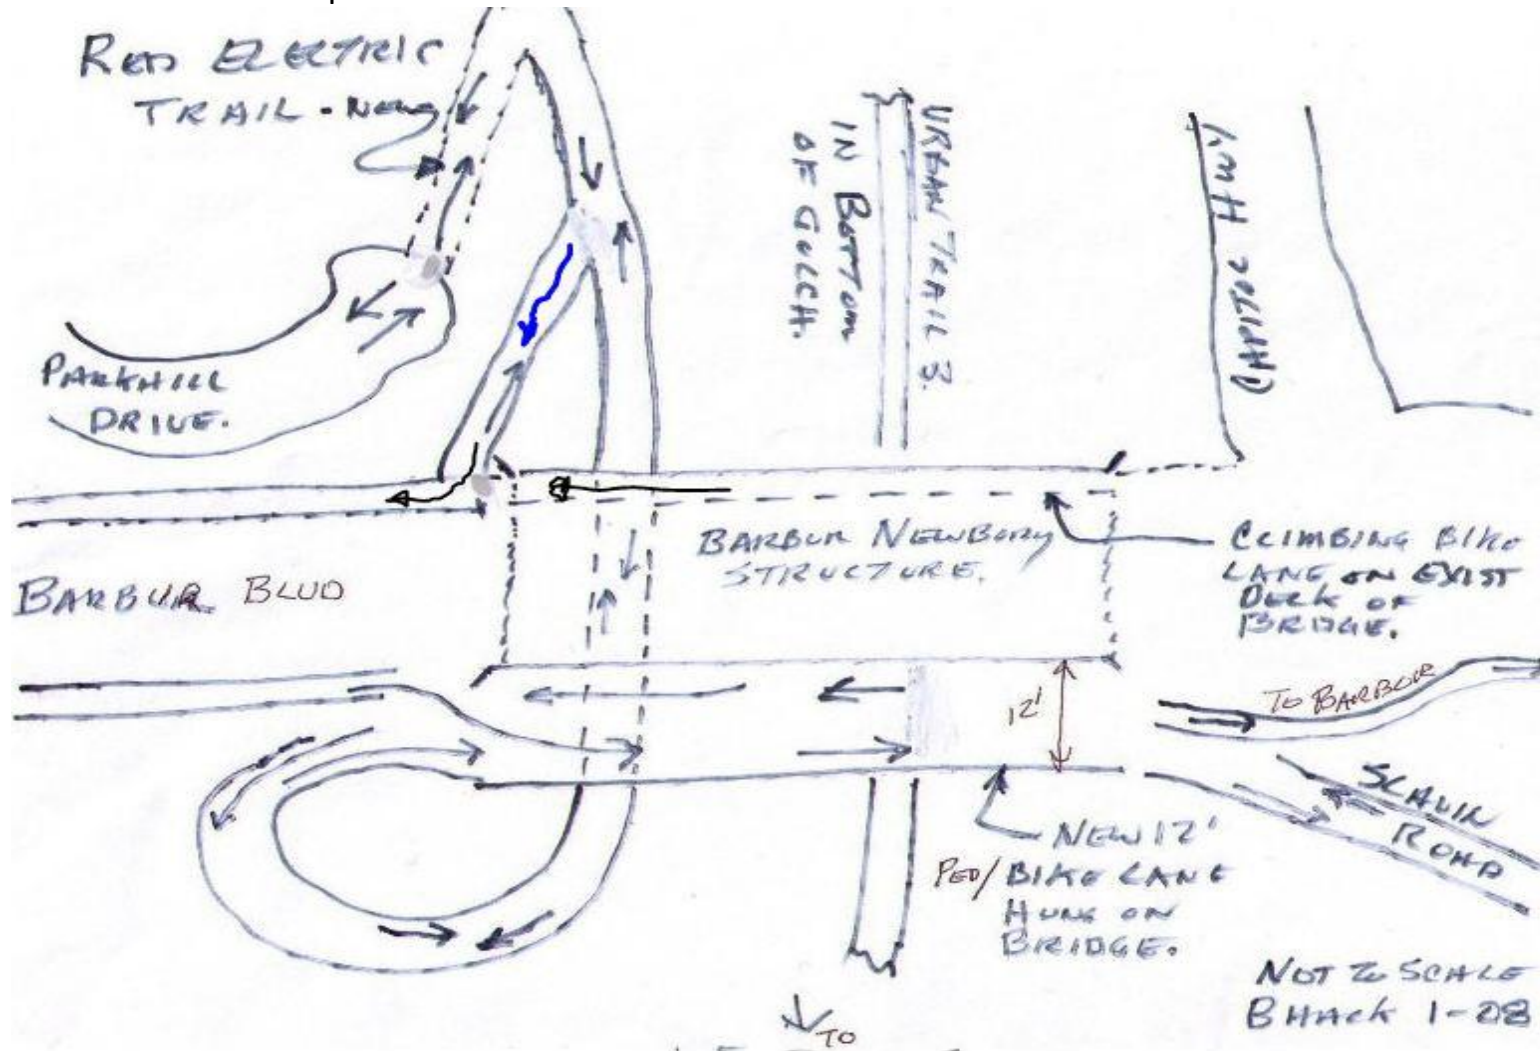 RED ELECTRIC
TRAIL - NEW
URBAN TRAIL 3.
IN BOTTOM
OF GULCH.
CAPITOL HWY
PARKHILL
DRIVE.
BARBUR NEWBORY
STRUCTURE.
CLIMBING BIKE
LANE ON EXIST
DECK OF
BRIDGE.
BARBUR BLVD
12'
TO BARBUR
ROAD
NEW 12'
PED/BIKE LANE
HUNG ON
BRIDGE.
NOT TO SCALE
BHACK 1-08
TO